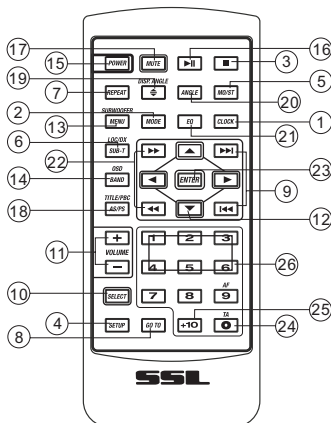 17
16
15
POWER
MUTE
3
19
DISP. ANGLE
5
7
REPEAT
ANGLE
MO/ST
20
2
SUBWOOFER
13
MENU
MODE
EQ
CLOCK
1
21
6
LOC/DX
SUB-T
22
23
OSD
14
BAND
ENTER
9
TITLE/PBC
18
AS/PS
12
+
1
2
3
11
VOLUME
-
4
5
6
26
10
SELECT
7
8
AF
9
25
4
SETUP
GO TO
+10
TA
0
24
8
SSL